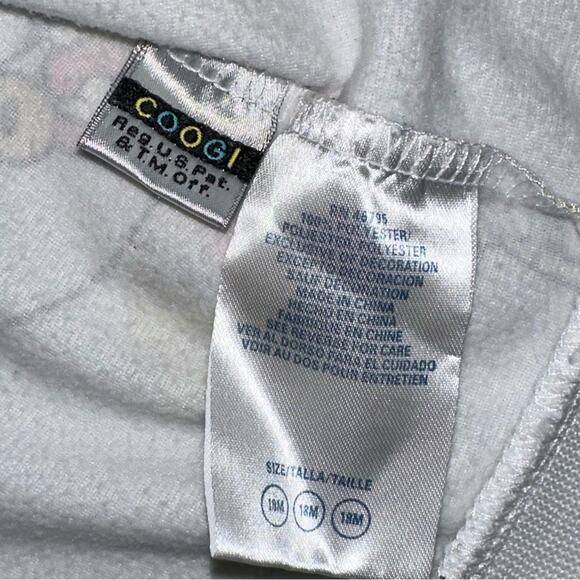 COOGI
Reg. U.S. Pat.
& T.M. Off.
RN 46795
100% POLYESTER/
POLIESTER, POLYESTER
EXCLUSIVE OF DECORATION
EXCEPTO DECORACION
SAUF DECORATION
MADE IN CHINA
HECHO EN CHINA
FABRIQUE EN CHINE
SEE REVERSE FOR CARE
VER AL DORSO PARA EL CUIDADO
VOIR AU DOS POUR ENTRETIEN
SIZE/TALLA/TAILLE
18M 18M 18M